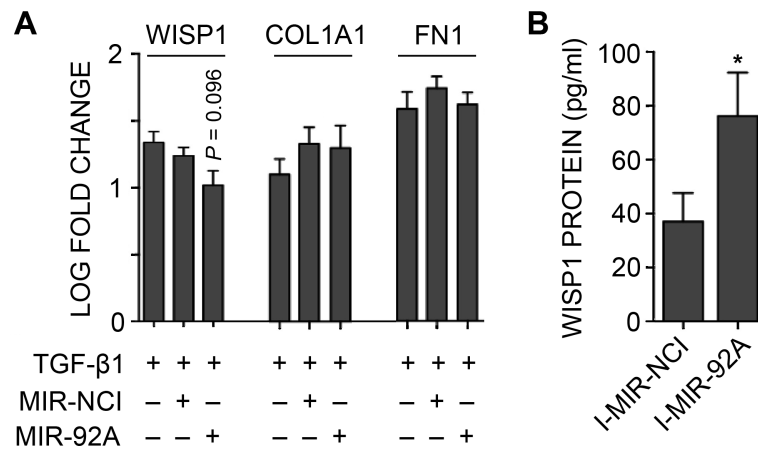 A
WISP1 COL1A1 FN1
LOG FOLD CHANGE
2
1
0
P = 0.096
TGF-β1 + + + + + + + + +
MIR-NCI – + – – + – – + –
MIR-92A – – + – – + – – +
B
WISP1 PROTEIN (pg/ml)
100
80
60
40
20
0
*
I-MIR-NCI
I-MIR-92A